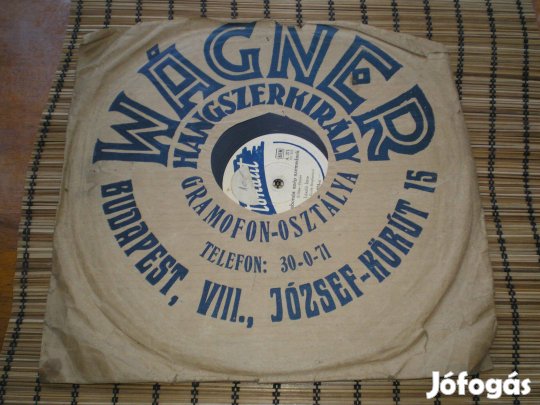 WÁGNER
HANGSZERKIRÁLY
GRAMOFON-OSZTÁLYA
TELEFON: 30-0-71
BUDAPEST, VIII., JÓZSEF-KÖRÚT 15
Jófogás